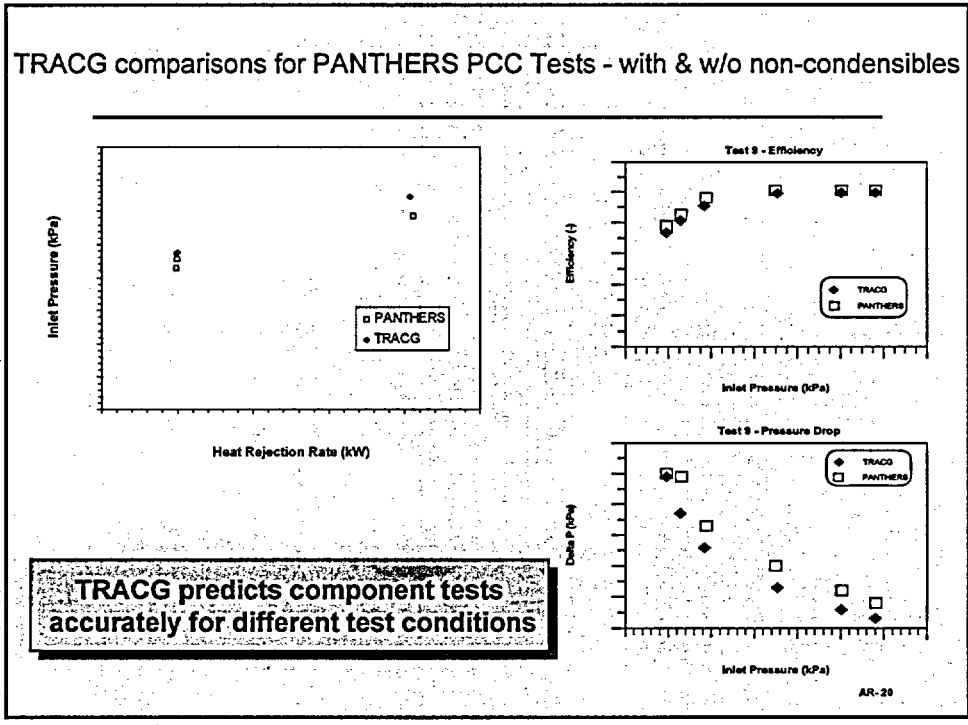 TRACG comparisons for PANTHERS PCC Tests - with & w/o non-condensibles
Inlet Pressure (kPa)
PANTHERS
TRACG
Heat Rejection Rate (kW)
Test 9 - Efficiency
Efficiency (-)
TRACG
PANTHERS
Inlet Pressure (kPa)
Test 9 - Pressure Drop
Delta P (kPa)
TRACG
PANTHERS
Inlet Pressure (kPa)
TRACG predicts component tests
accurately for different test conditions
AR-20